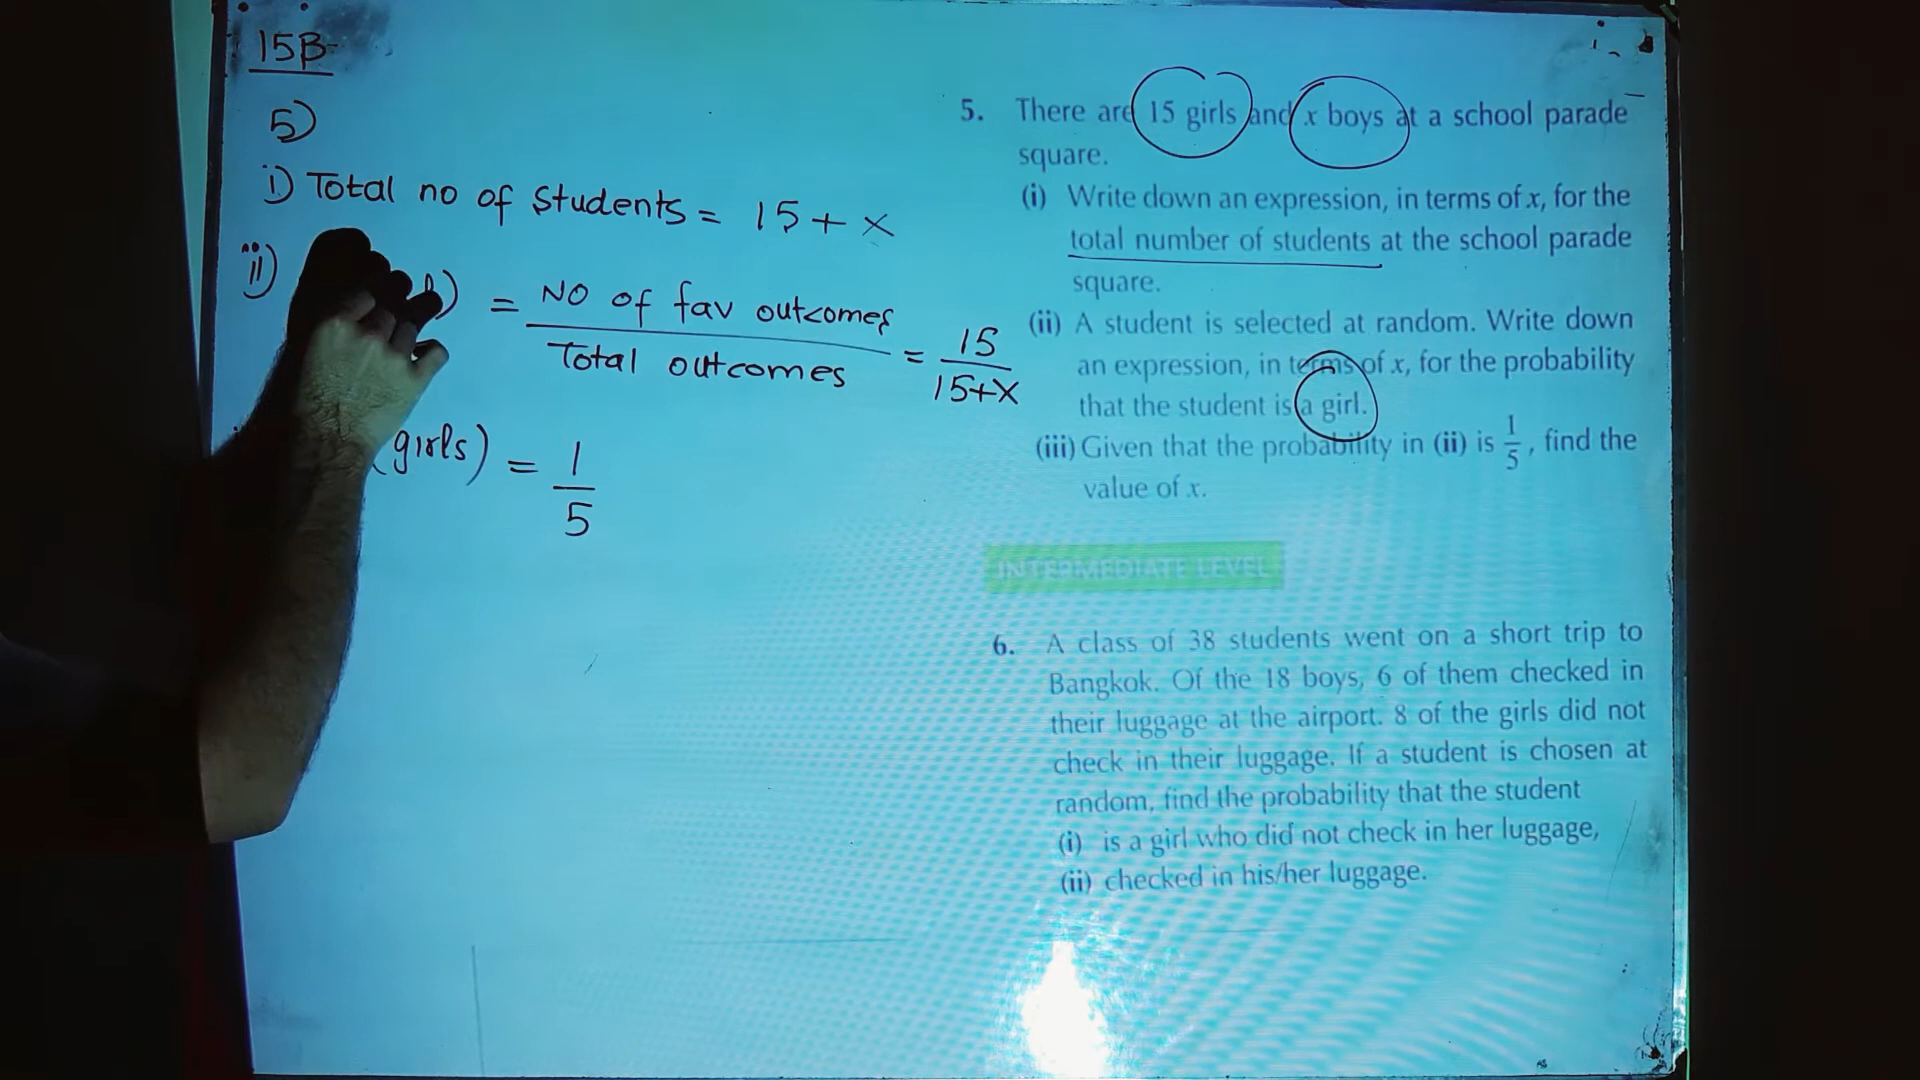 15B-
5)
i) Total no of Students = 15 + x
ii) = NO of fav outcomes
Total outcomes
= 15
15+x
(girls) = 1
5
5. There are 15 girls and x boys at a school parade
square.
(i) Write down an expression, in terms of x, for the
total number of students at the school parade
square.
(ii) A student is selected at random. Write down
an expression, in terms of x, for the probability
that the student is a girl.
(iii) Given that the probability in (ii) is 1/5, find the
value of x.
INTERMEDIATE LEVEL
6. A class of 38 students went on a short trip to
Bangkok. Of the 18 boys, 6 of them checked in
their luggage at the airport. 8 of the girls did not
check in their luggage. If a student is chosen at
random, find the probability that the student
(i) is a girl who did not check in her luggage,
(ii) checked in his/her luggage.